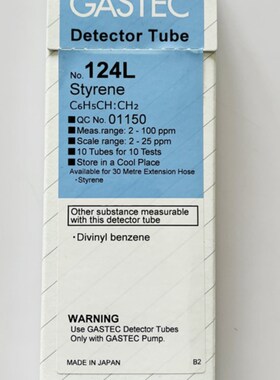 GASTEC
Detector Tube
No. 124L
Styrene
C6H5CH:CH2
■QC No. 01150
■Meas.range: 2 - 100 ppm
■Scale range: 2 - 25 ppm
■10 Tubes for 10 Tests
■Store in a Cool Place
Available for 30 Metre Extension Hose
・Styrene
Other substance measurable
with this detector tube
・Divinyl benzene
WARNING
Use GASTEC Detector Tubes
Only with GASTEC Pump.
MADE IN JAPAN B2